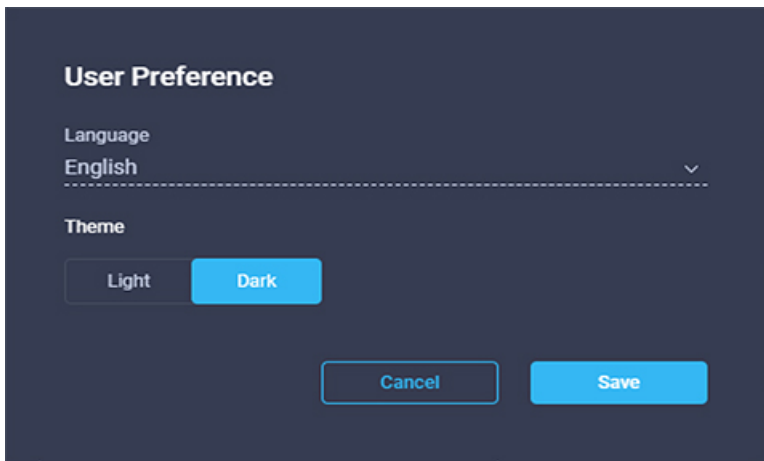 User Preference
Language
English
Theme
Light Dark
Cancel Save